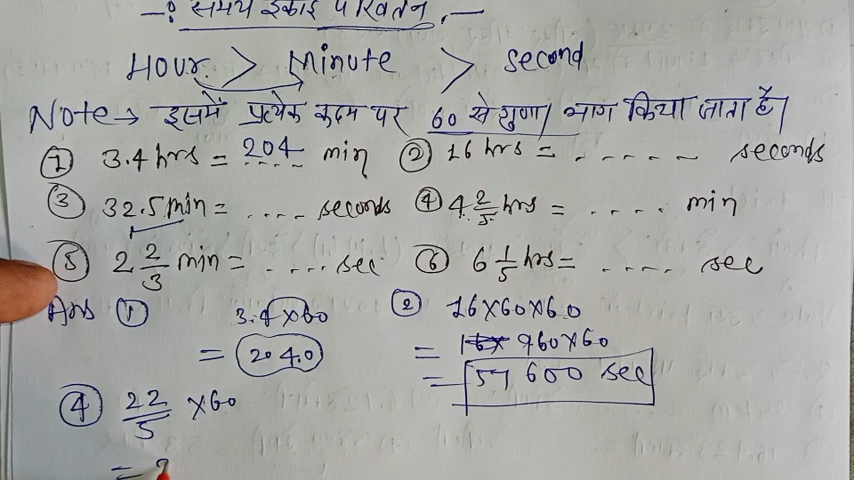 —: समय इकाई परिवर्तन. —
Hour > Minute > second
Note → इसमें प्रत्येक कदम पर 60 से गुणा/भाग किया जाता है।
① 3.4 hrs = 204 min ② 16 hrs = ...... seconds
③ 32.5 min = .... seconds ④ 4 2/5 hrs = .... min
⑤ 2 2/3 min = ..... sec ⑥ 6 1/5 hrs = ..... sec
Ans ① 3.4 × 60 ② 16×60×60
= 204.0 = 960×60
= 57600 sec
④ 22/5 × 60
=